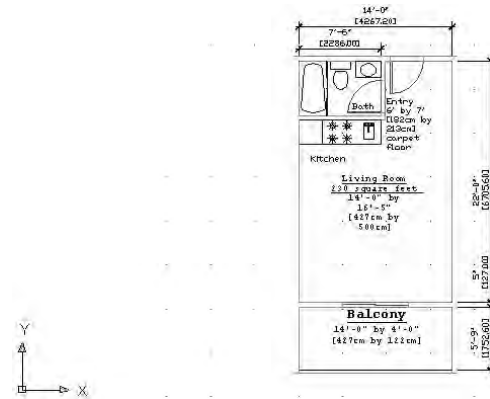 14'-0"
[4267.20]
7'-6"
[2286.00]
Bath
Entry
6' by 7'
[182cm by
213cm]
carpet
floor
Kitchen
Living Room
230 square feet
14'-0" by
16'-5"
[427cm by
500cm]
22'-0"
[6705.60]
5"
[127.00]
Balcony
14'-0" by 4'-0"
[427cm by 122cm]
5'-9"
[1752.60]
Y
X